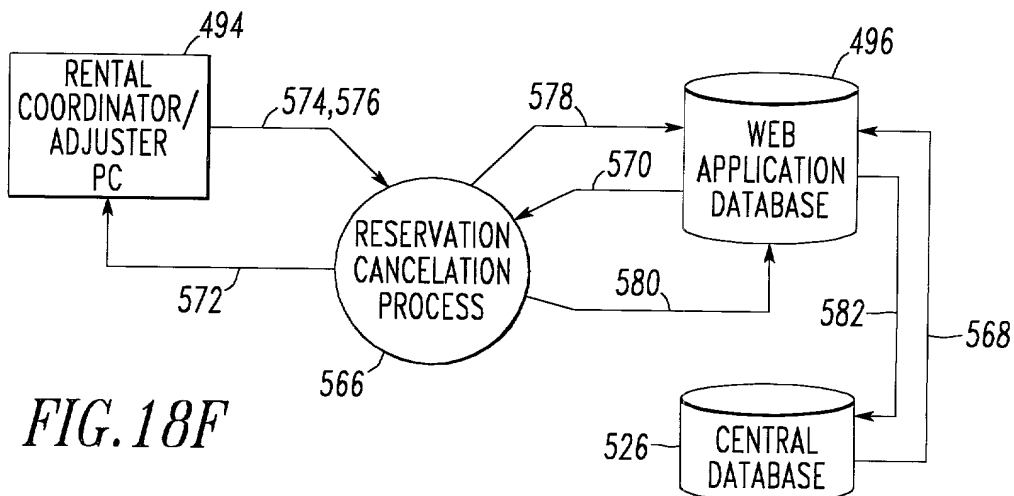 494
RENTAL
COORDINATOR/
ADJUSTER
PC
574,576
578
496
WEB
APPLICATION
DATABASE
570
RESERVATION
CANCELATION
PROCESS
572
580
582
568
566
FIG.18F
526
CENTRAL
DATABASE